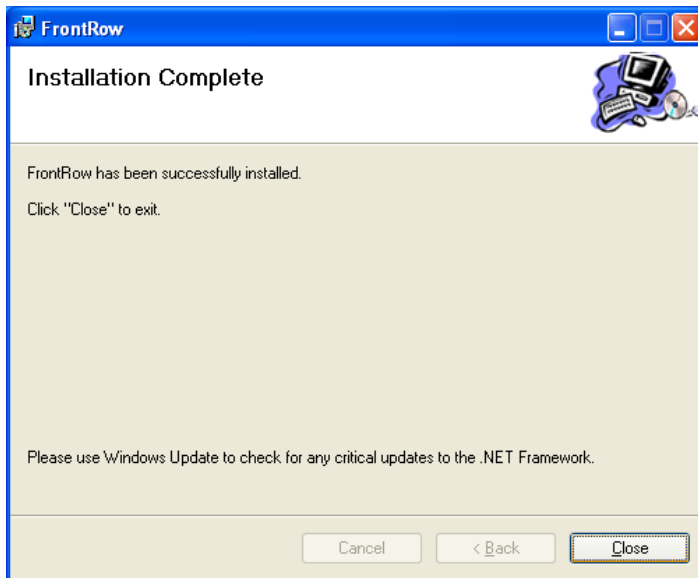 FrontRow
Installation Complete
FrontRow has been successfully installed.
Click "Close" to exit.
Please use Windows Update to check for any critical updates to the .NET Framework.
Cancel
< Back
Close